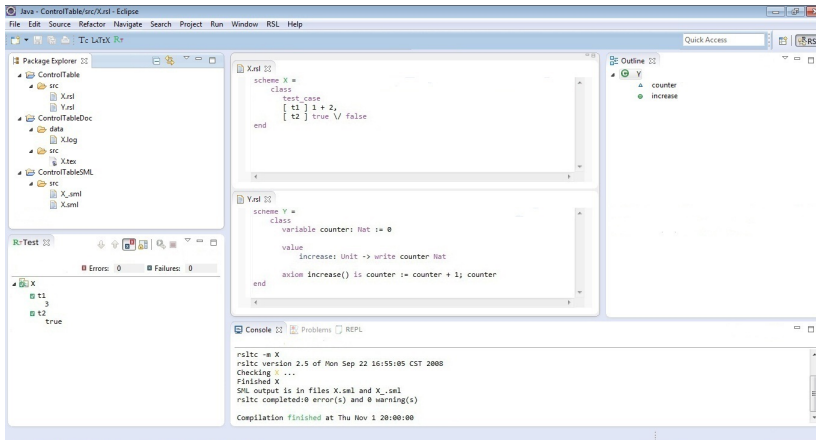 Java - ControlTable/src/X.rsl - Eclipse
File Edit Source Refactor Navigate Search Project Run Window RSL Help
Tc LaTeX RT
Quick Access
RS
Package Explorer
ControlTable
src
X.rsl
Y.rsl
ControlTableDoc
data
X.log
src
X.tex
ControlTableSML
src
X_.sml
X.sml
RTTest
Errors: 0 Failures: 0
X
t1
3
t2
true
X.rsl
scheme X =
class
test_case
[ t1 ] 1 + 2,
[ t2 ] true \/ false
end
Y.rsl
scheme Y =
class
variable counter: Nat := 0
value
increase: Unit -> write counter Nat
axiom increase() is counter := counter + 1; counter
end
Outline
Y
counter
increase
Console Problems REPL
rsltc -m X
rsltc version 2.5 of Mon Sep 22 16:55:05 CST 2008
Checking X ...
Finished X
SML output is in files X.sml and X_.sml
rsltc completed:0 error(s) and 0 warning(s)
Compilation finished at Thu Nov 1 20:00:00